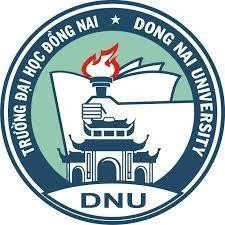 TRƯỜNG ĐẠI HỌC ĐỒNG NAI
★
DONG NAI UNIVERSITY
DNU